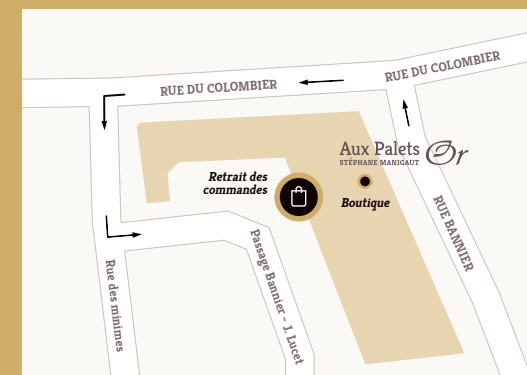 RUE DU COLOMBIER
RUE DU COLOMBIER
Aux Palets d'Or
STÉPHANE MANIGAUT
Retrait des
commandes
Boutique
RUE BANNIER
Passage Bannier - J. Lucet
Rue des minimes